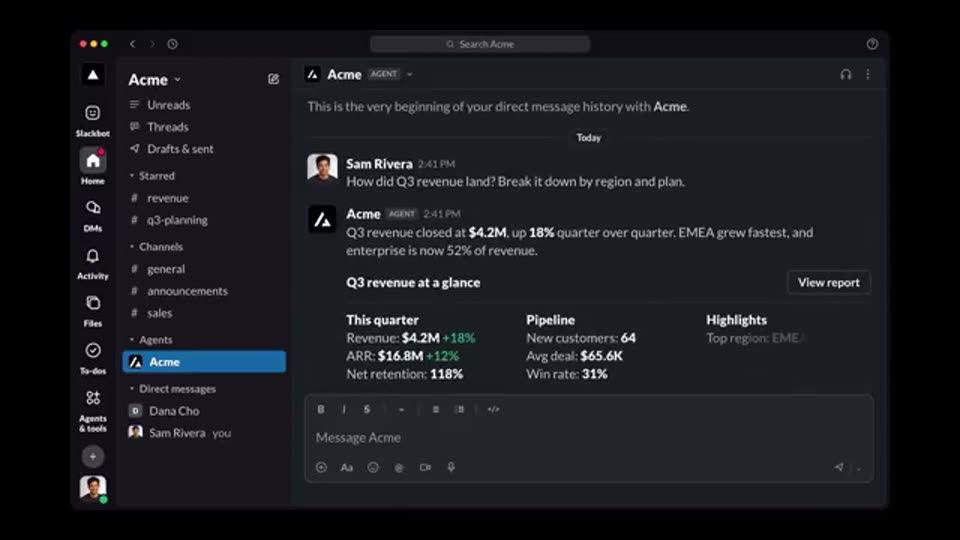 Search Acme
Slackbot
Home
DMs
Activity
Files
To-dos
Agents
& tools
Acme
Unreads
Threads
Drafts & sent
Starred
# revenue
# q3-planning
Channels
# general
# announcements
# sales
Agents
Acme
Direct messages
D Dana Cho
Sam Rivera you
Acme AGENT
This is the very beginning of your direct message history with Acme.
Today
Sam Rivera 2:41 PM
How did Q3 revenue land? Break it down by region and plan.
Acme AGENT 2:41 PM
Q3 revenue closed at $4.2M, up 18% quarter over quarter. EMEA grew fastest, and
enterprise is now 52% of revenue.
Q3 revenue at a glance
View report
This quarter
Revenue: $4.2M +18%
ARR: $16.8M +12%
Net retention: 118%
Pipeline
New customers: 64
Avg deal: $65.6K
Win rate: 31%
Highlights
Top region: EMEA
B I S </>
Message Acme
Aa @